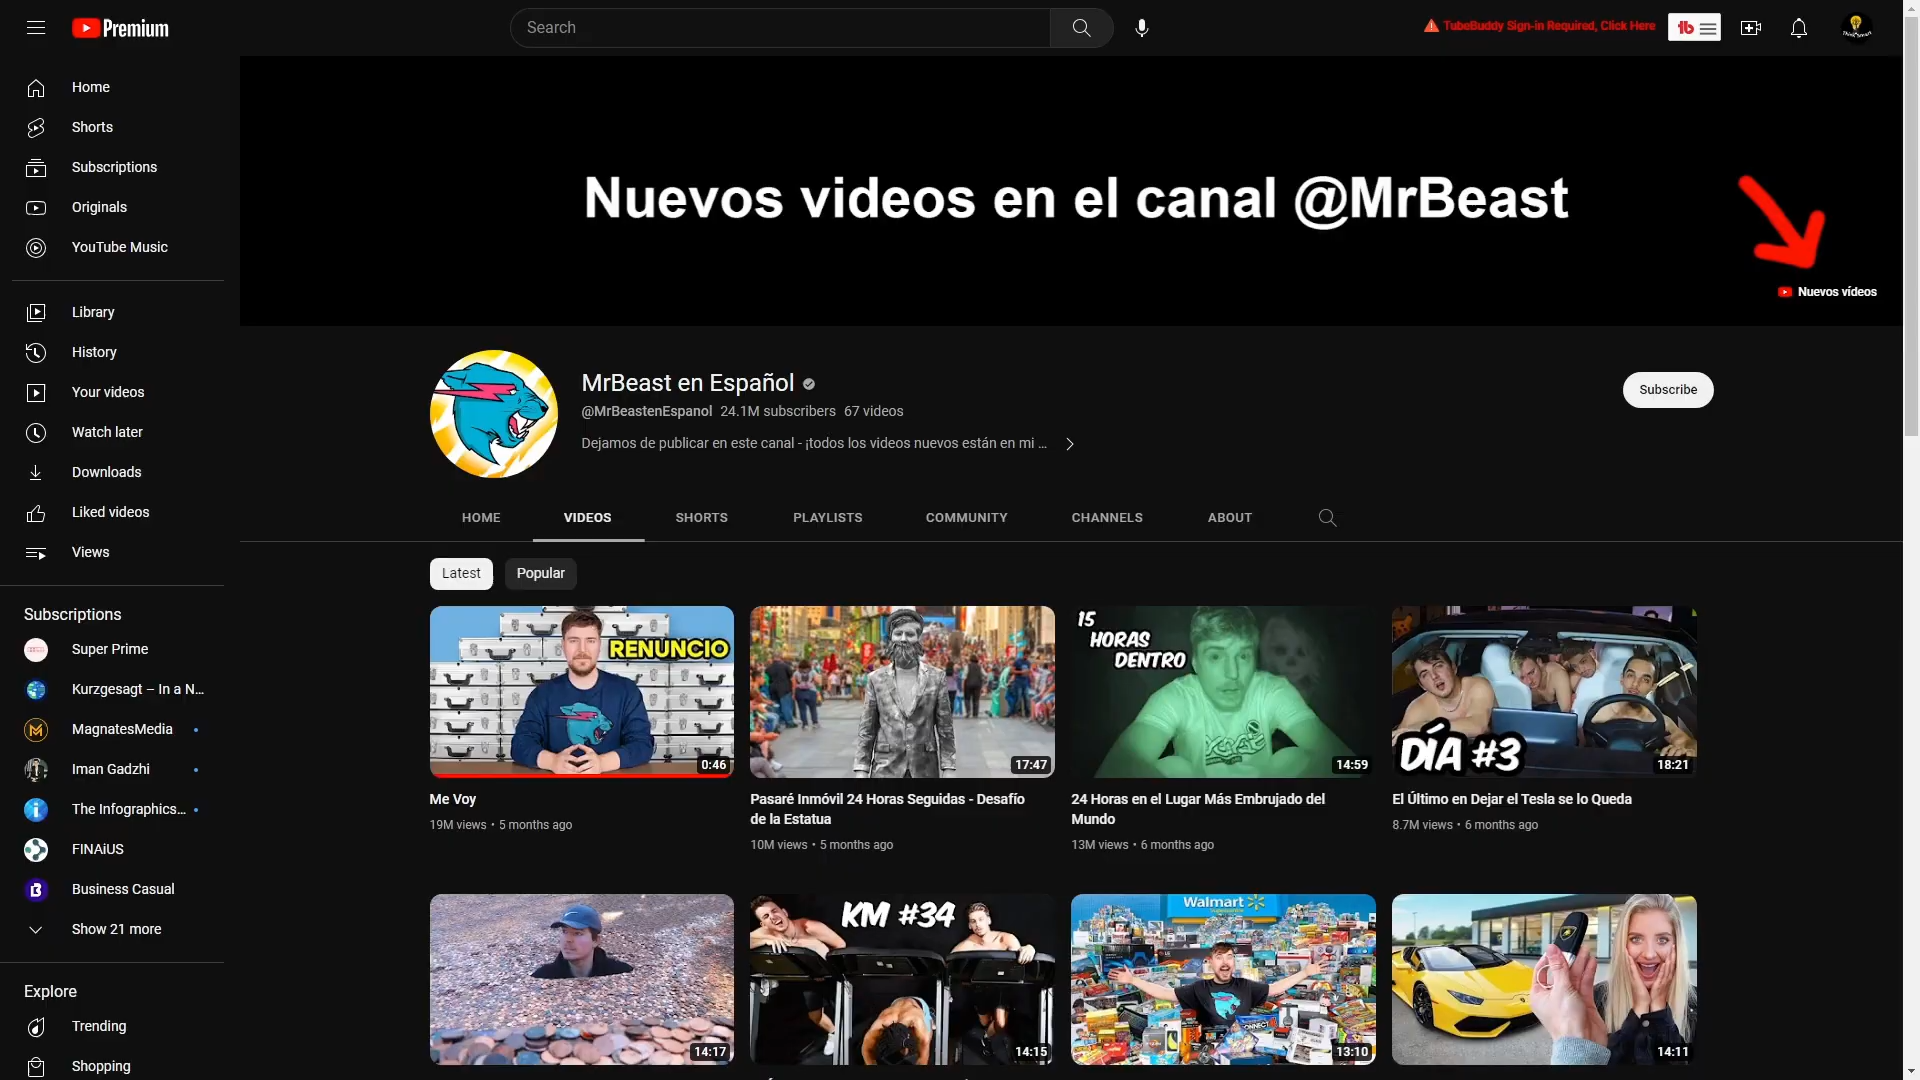 Premium
Search
TubeBuddy Sign-in Required, Click Here
tb
Home
Shorts
Subscriptions
Originals
YouTube Music
Library
History
Your videos
Watch later
Downloads
Liked videos
Views
Subscriptions
Super Prime
Kurzgesagt – In a N...
MagnatesMedia
Iman Gadzhi
The Infographics...
FINAiUS
Business Casual
Show 21 more
Explore
Trending
Shopping
Nuevos videos en el canal @MrBeast
Nuevos vídeos
MrBeast en Español
@MrBeastenEspanol 24.1M subscribers 67 videos
Dejamos de publicar en este canal - ¡todos los videos nuevos están en mi ...
Subscribe
HOME VIDEOS SHORTS PLAYLISTS COMMUNITY CHANNELS ABOUT
Latest Popular
RENUNCIO
0:46
Me Voy
19M views • 5 months ago
17:47
Pasaré Inmóvil 24 Horas Seguidas - Desafío
de la Estatua
10M views • 5 months ago
15
HORAS
DENTRO
14:59
24 Horas en el Lugar Más Embrujado del
Mundo
13M views • 6 months ago
DÍA #3
18:21
El Último en Dejar el Tesla se lo Queda
8.7M views • 6 months ago
14:17
KM #34
14:15
Walmart
13:10
14:11